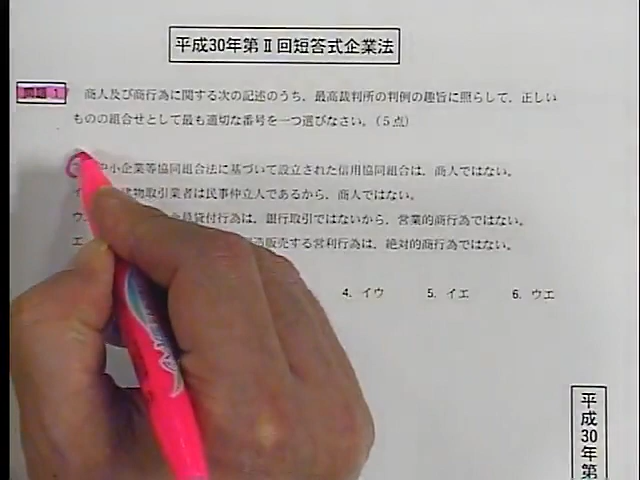 平成30年第Ⅱ回短答式企業法
問題 1
商人及び商行為に関する次の記述のうち、最高裁判所の判例の趣旨に照らして、正しい
ものの組合せとして最も適切な番号を一つ選びなさい。（5点）
中小企業等協同組合法に基づいて設立された信用協同組合は、商人ではない。
イ 建物取引業者は民事仲立人であるから、商人ではない。
ウ. 金員貸付行為は、銀行取引ではないから、営業的商行為ではない。
エ 造販売する営利行為は、絶対的商行為ではない。
4. イウ 5. イエ 6. ウエ
平成30年第